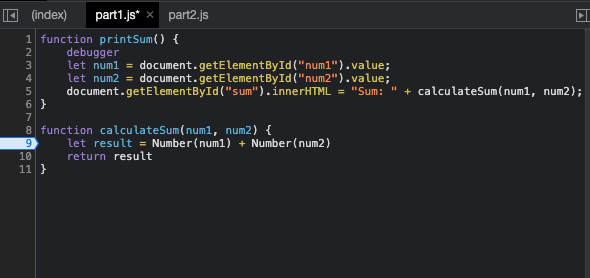 (index) part1.js* × part2.js
1 function printSum() {
2     debugger
3     let num1 = document.getElementById("num1").value;
4     let num2 = document.getElementById("num2").value;
5     document.getElementById("sum").innerHTML = "Sum: " + calculateSum(num1, num2);
6 }
7
8 function calculateSum(num1, num2) {
9     let result = Number(num1) + Number(num2)
10     return result
11 }